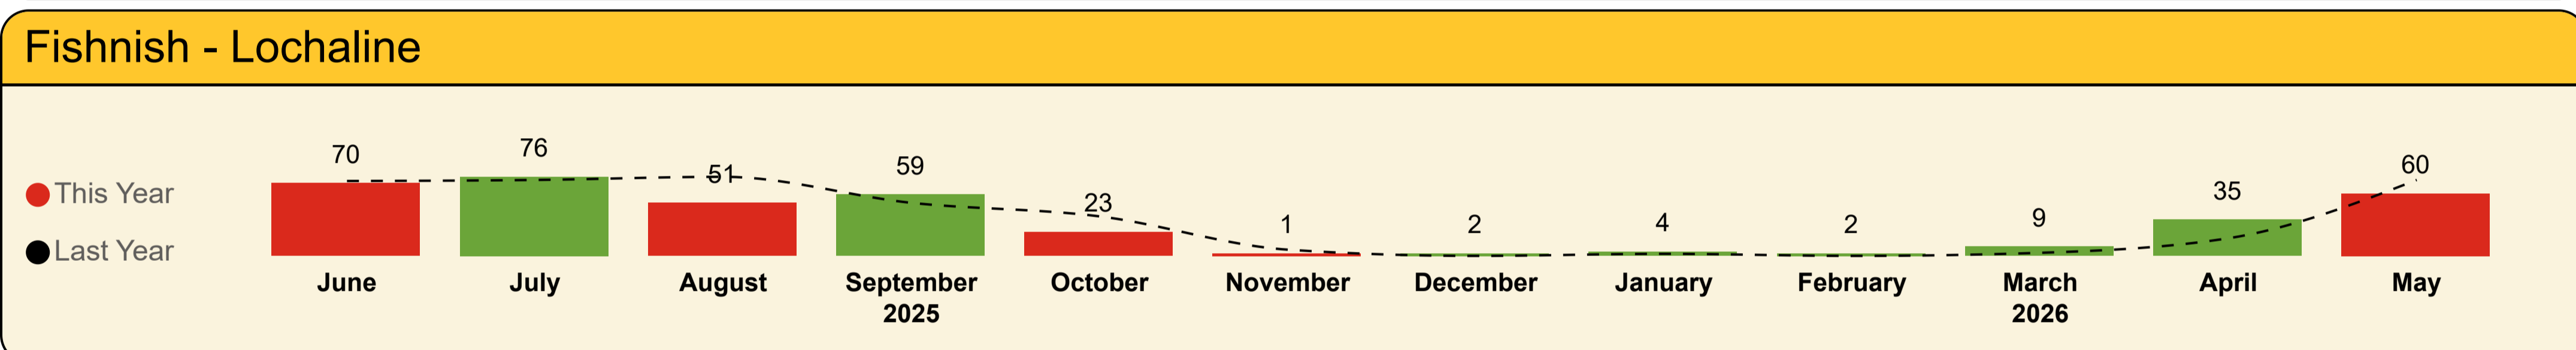 Fishnish - Lochaline
70 76 51 59 23 1 2 4 2 9 35 60
This Year
Last Year
June July August September October November December January February March April May
2025 2026